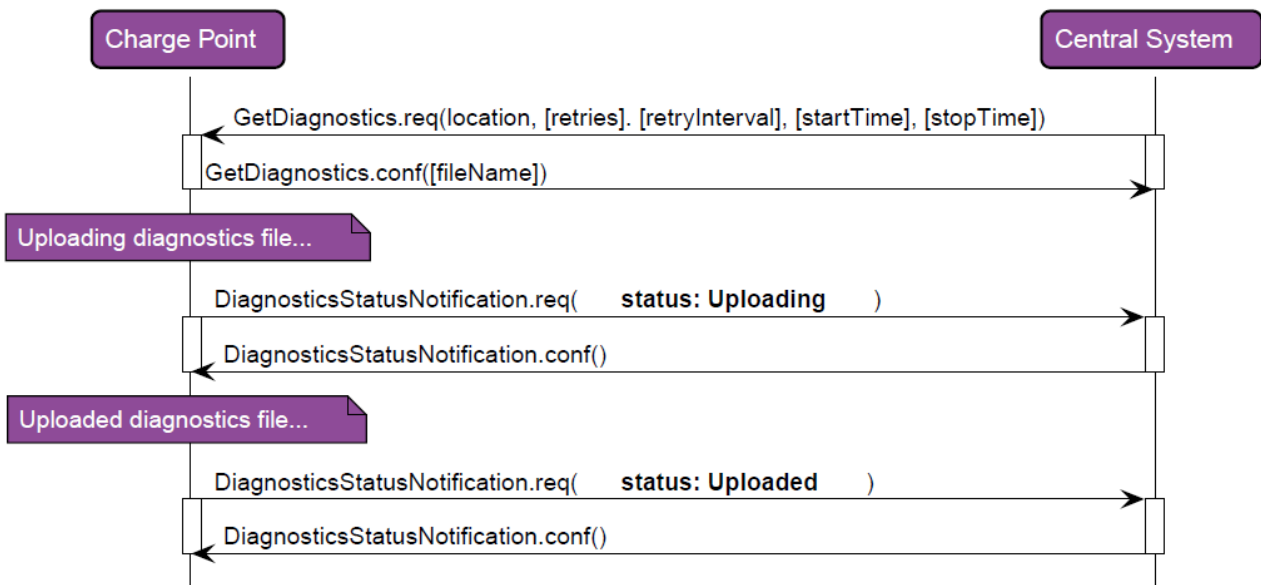 Charge Point
Central System
GetDiagnostics.req(location, [retries]. [retryInterval], [startTime], [stopTime])
GetDiagnostics.conf([fileName])
Uploading diagnostics file...
DiagnosticsStatusNotification.req( status: Uploading )
DiagnosticsStatusNotification.conf()
Uploaded diagnostics file...
DiagnosticsStatusNotification.req( status: Uploaded )
DiagnosticsStatusNotification.conf()